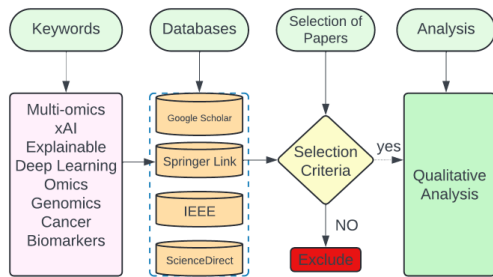 Keywords
Databases
Selection of
Papers
Analysis
Multi-omics
xAI
Explainable
Deep Learning
Omics
Genomics
Cancer
Biomarkers
Google Scholar
Springer Link
IEEE
ScienceDirect
Selection
Criteria
yes
NO
Exclude
Qualitative
Analysis